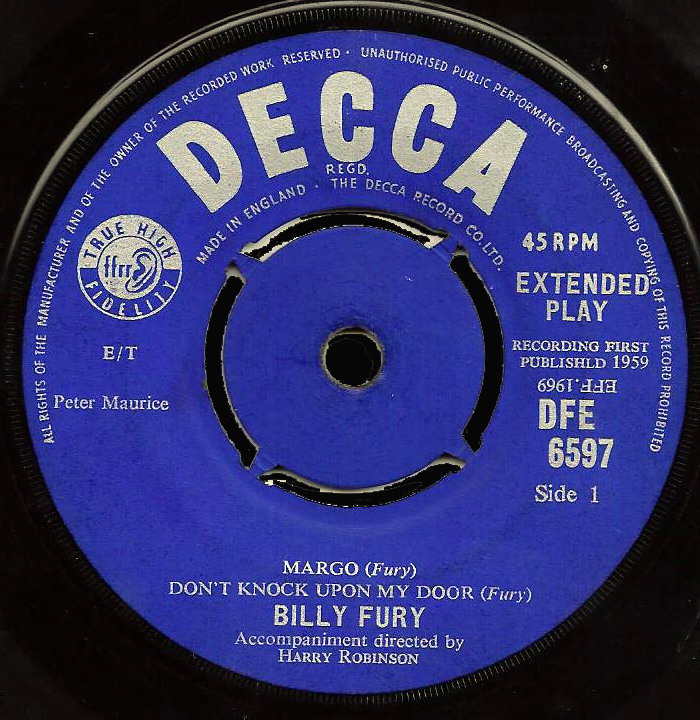 ALL RIGHTS OF THE MANUFACTURER AND OF THE OWNER OF THE RECORDED WORK RESERVED · UNAUTHORISED PUBLIC PERFORMANCE BROADCASTING AND COPYING OF THIS RECORD PROHIBITED
DECCA
REGD.
MADE IN ENGLAND · THE DECCA RECORD CO. LTD.
TRUE HIGH
ffrr
FIDELITY
45 RPM
EXTENDED
PLAY
E/T
RECORDING FIRST
PUBLISHLD 1959
EFF.1969
Peter Maurice
DFE
6597
Side 1
MARGO (Fury)
DON'T KNOCK UPON MY DOOR (Fury)
BILLY FURY
Accompaniment directed by
HARRY ROBINSON